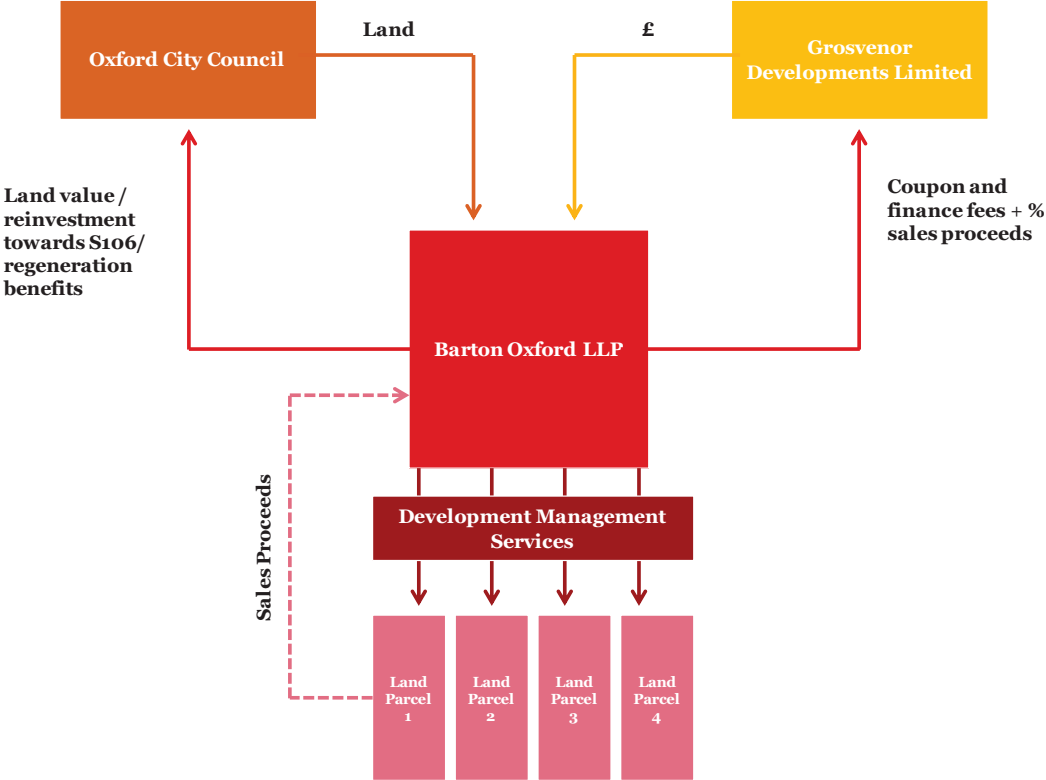 Land
£
Oxford City Council
Grosvenor
Developments Limited
Land value /
reinvestment
towards S106/
regeneration
benefits
Coupon and
finance fees + %
sales proceeds
Barton Oxford LLP
Sales Proceeds
Development Management
Services
Land
Parcel
1
Land
Parcel
2
Land
Parcel
3
Land
Parcel
4